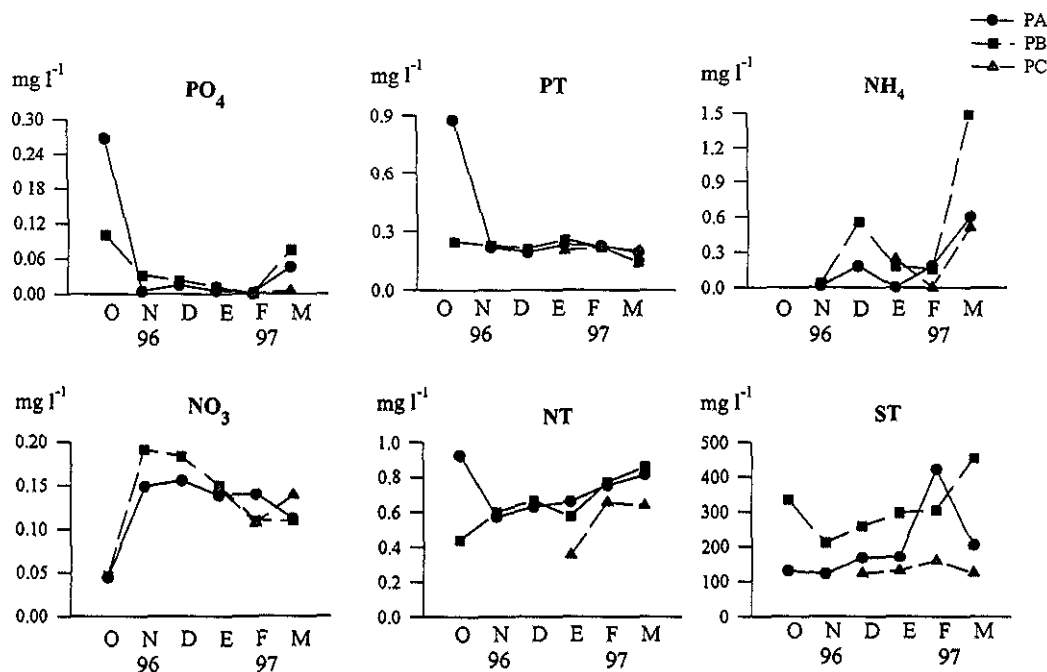 PA
PB
PC
mg l⁻¹
PO₄
0.30
0.24
0.18
0.12
0.06
0.00
O N D E F M
96 97
mg l⁻¹
PT
0.9
0.6
0.3
0.0
O N D E F M
96 97
mg l⁻¹
NH₄
1.5
1.2
0.9
0.6
0.3
0.0
O N D E F M
96 97
mg l⁻¹
NO₃
0.20
0.15
0.10
0.05
0.00
O N D E F M
96 97
mg l⁻¹
NT
1.0
0.8
0.6
0.4
0.2
0.0
O N D E F M
96 97
mg l⁻¹
ST
500
400
300
200
100
0
O N D E F M
96 97